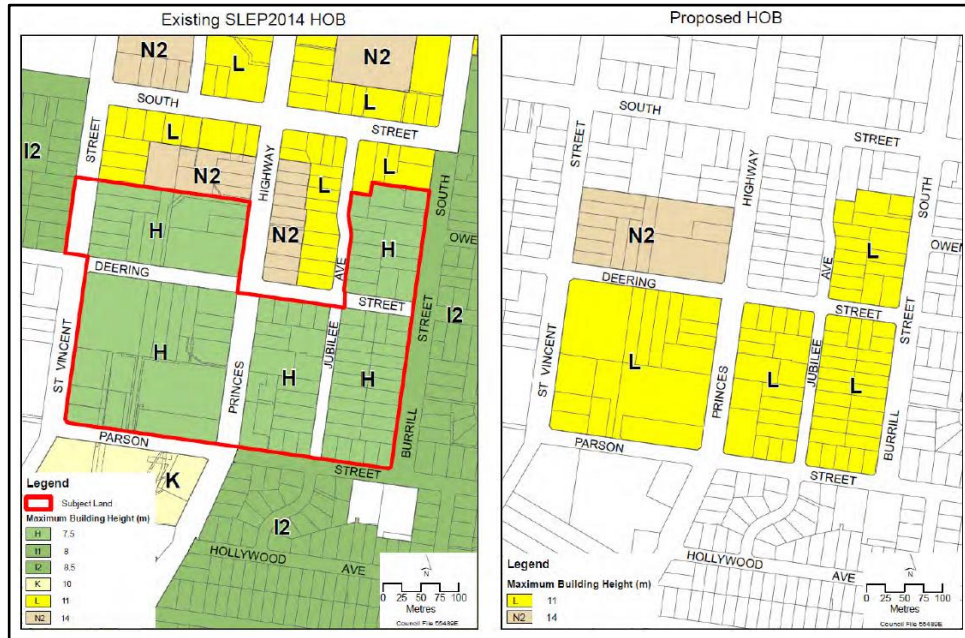 Existing SLEP2014 HOB
N2
L
N2
L
SOUTH
STREET
STREET
L
I2
N2
HIGHWAY
L
L
SOUTH
H
N2
H
OWEN
DEERING
AVE
STREET
STREET
I2
ST VINCENT
H
PRINCES
H
JUBILEE
H
BURRILL
PARSON
STREET
K
I2
HOLLYWOOD
AVE
Legend
Subject Land
Maximum Building Height (m)
H 7.5
I1 8
I2 8.5
K 10
L 11
N2 14
N
0 25 50 75 100
Metres
Council File 55489E
Proposed HOB
SOUTH
STREET
STREET
HIGHWAY
SOUTH
N2
L
OWEN
DEERING
AVE
STREET
STREET
ST VINCENT
L
PRINCES
L
JUBILEE
L
BURRILL
PARSON
STREET
HOLLYWOOD
AVE
Legend
Maximum Building Height (m)
L 11
N2 14
N
0 25 50 75 100
Metres
Council File 55489E